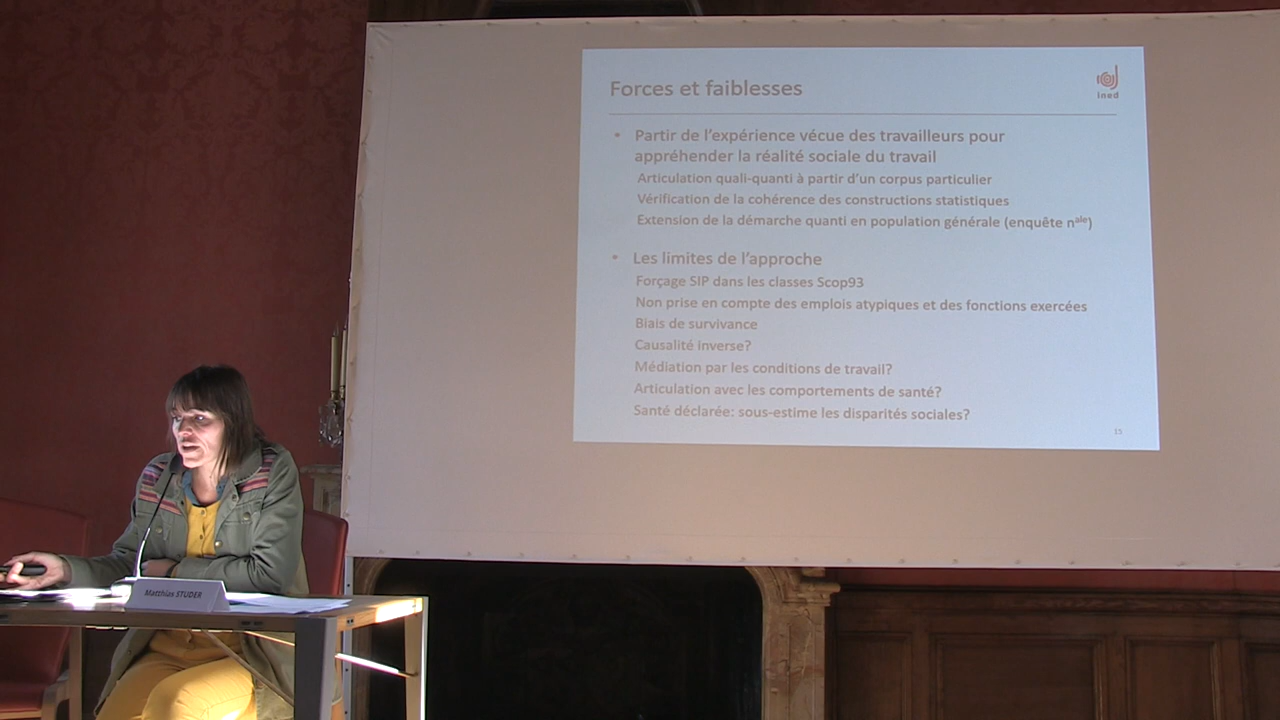 Forces et faiblesses
ined
• Partir de l'expérience vécue des travailleurs pour
appréhender la réalité sociale du travail
Articulation quali-quanti à partir d'un corpus particulier
Vérification de la cohérence des constructions statistiques
Extension de la démarche quanti en population générale (enquête nale)
• Les limites de l'approche
Forçage SIP dans les classes Scop93
Non prise en compte des emplois atypiques et des fonctions exercées
Biais de survivance
Causalité inverse?
Médiation par les conditions de travail?
Articulation avec les comportements de santé?
Santé déclarée: sous-estime les disparités sociales?
15
Matthias STUDER